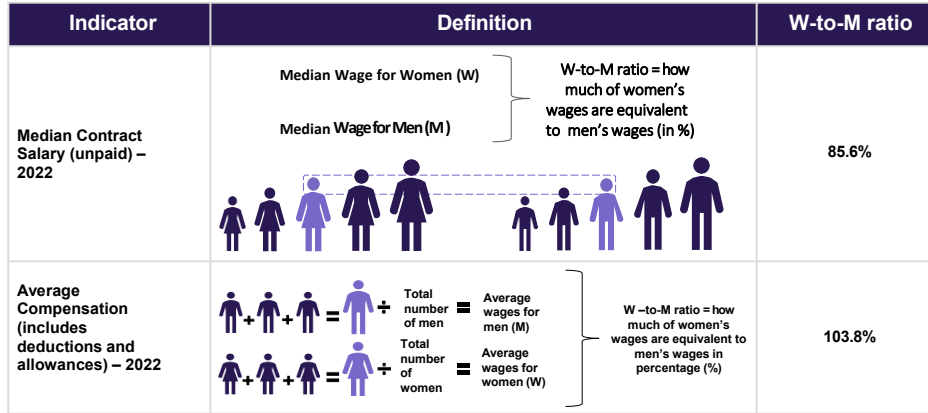 Indicator
Definition
W-to-M ratio
Median Contract
Salary (unpaid) –
2022
Median Wage for Women (W)
Median Wage for Men (M )
W-to-M ratio = how
much of women's
wages are equivalent
to men's wages (in %)
85.6%
Average
Compensation
(includes
deductions and
allowances) – 2022
+ + =
÷
Total
number
of men
=
Average
wages for
men (M)
+ + =
÷
Total
number
of
women
=
Average
wages for
women (W)
W –to-M ratio = how
much of women's
wages are equivalent to
men's wages in
percentage (%)
103.8%